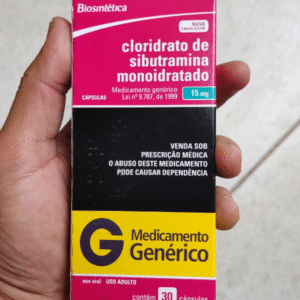 Biosintética
NOVA
EMBALAGEM
cloridrato de
sibutramina
monoidratado
Medicamento genérico
Lei nº 9.787, de 1999
CÁPSULAS
15 mg
VENDA SOB
PRESCRIÇÃO MÉDICA
O ABUSO DESTE MEDICAMENTO
PODE CAUSAR DEPENDÊNCIA
G Medicamento
Genérico
uso oral USO ADULTO
contém 30 cápsulas